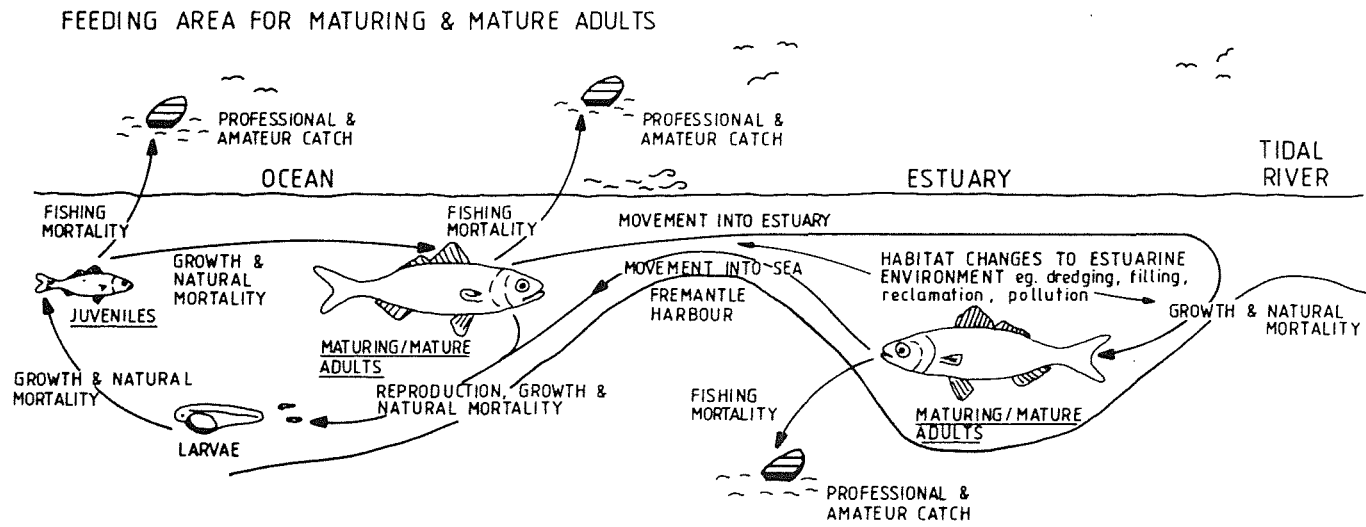 FEEDING AREA FOR MATURING & MATURE ADULTS
PROFESSIONAL &
AMATEUR CATCH
PROFESSIONAL &
AMATEUR CATCH
OCEAN
ESTUARY
TIDAL
RIVER
FISHING
MORTALITY
FISHING
MORTALITY
MOVEMENT INTO ESTUARY
GROWTH &
NATURAL
MORTALITY
JUVENILES
MOVEMENT INTO SEA
FREMANTLE
HARBOUR
HABITAT CHANGES TO ESTUARINE
ENVIRONMENT eg. dredging, filling,
reclamation, pollution
GROWTH & NATURAL
MORTALITY
MATURING/MATURE
ADULTS
GROWTH & NATURAL
MORTALITY
LARVAE
REPRODUCTION, GROWTH &
NATURAL MORTALITY
FISHING
MORTALITY
MATURING/MATURE
ADULTS
PROFESSIONAL &
AMATEUR CATCH